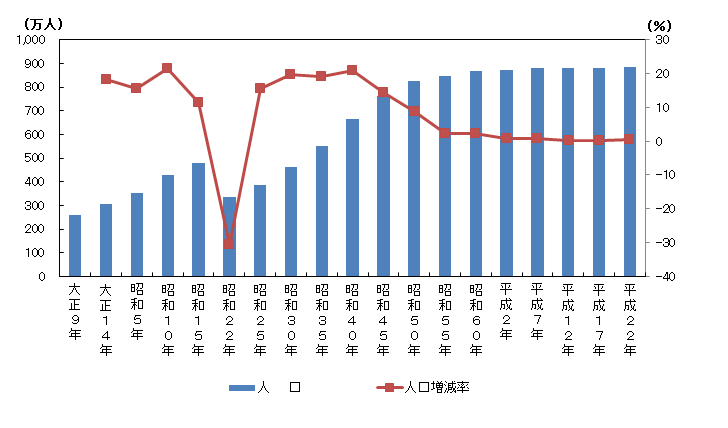 （万人）
（％）
1,000
900
800
700
600
500
400
300
200
100
0
30
20
10
0
−10
−20
−30
−40
大正９年
大正１４年
昭和５年
昭和１０年
昭和１５年
昭和２２年
昭和２５年
昭和３０年
昭和３５年
昭和４０年
昭和４５年
昭和５０年
昭和５５年
昭和６０年
平成２年
平成７年
平成１２年
平成１７年
平成２２年
人　口
人口増減率